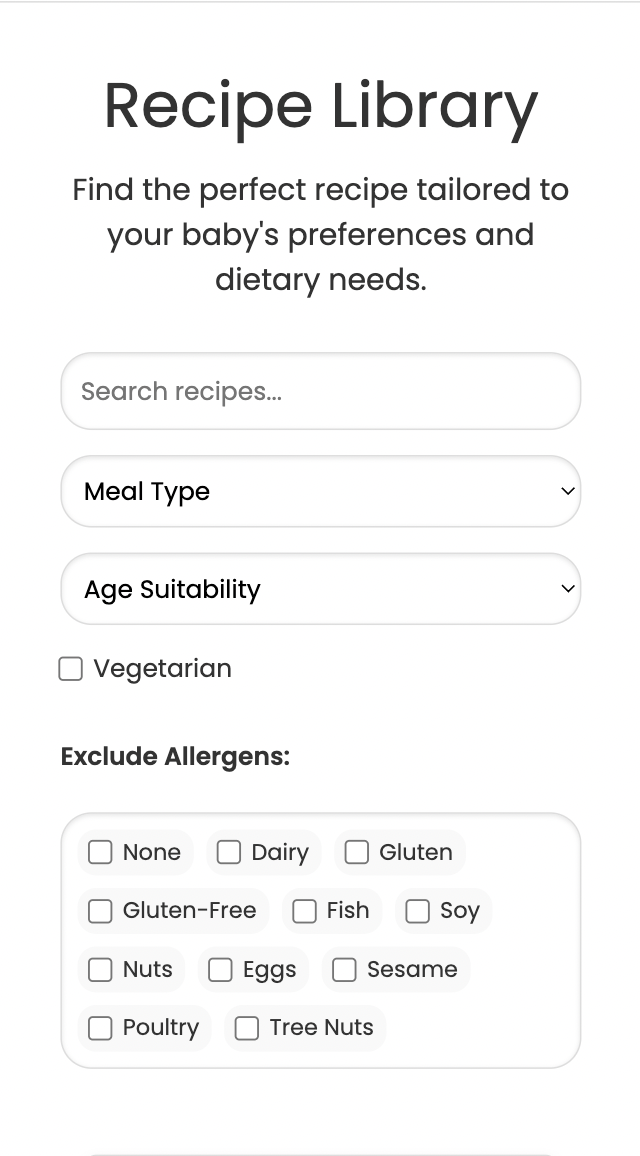 Recipe Library
Find the perfect recipe tailored to
your baby's preferences and
dietary needs.
Search recipes...
Meal Type
Age Suitability
Vegetarian
Exclude Allergens:
None Dairy Gluten
Gluten-Free Fish Soy
Nuts Eggs Sesame
Poultry Tree Nuts